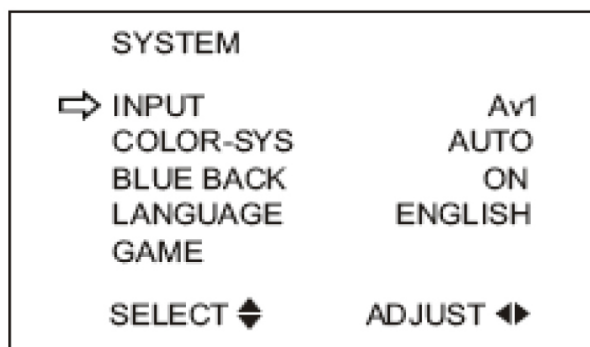 SYSTEM
⇨ INPUT Av1
COLOR-SYS AUTO
BLUE BACK ON
LANGUAGE ENGLISH
GAME
SELECT ADJUST